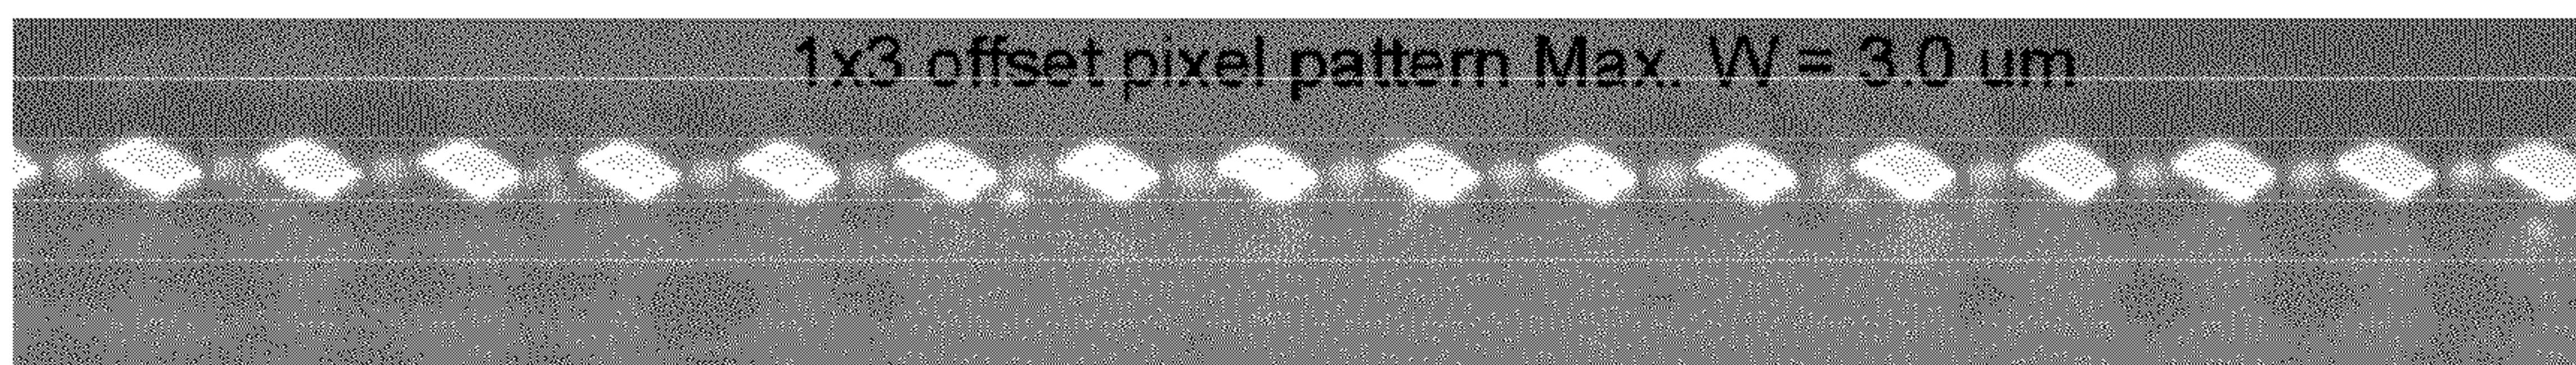 1x3 offset pixel pattern Max. W = 3.0 um